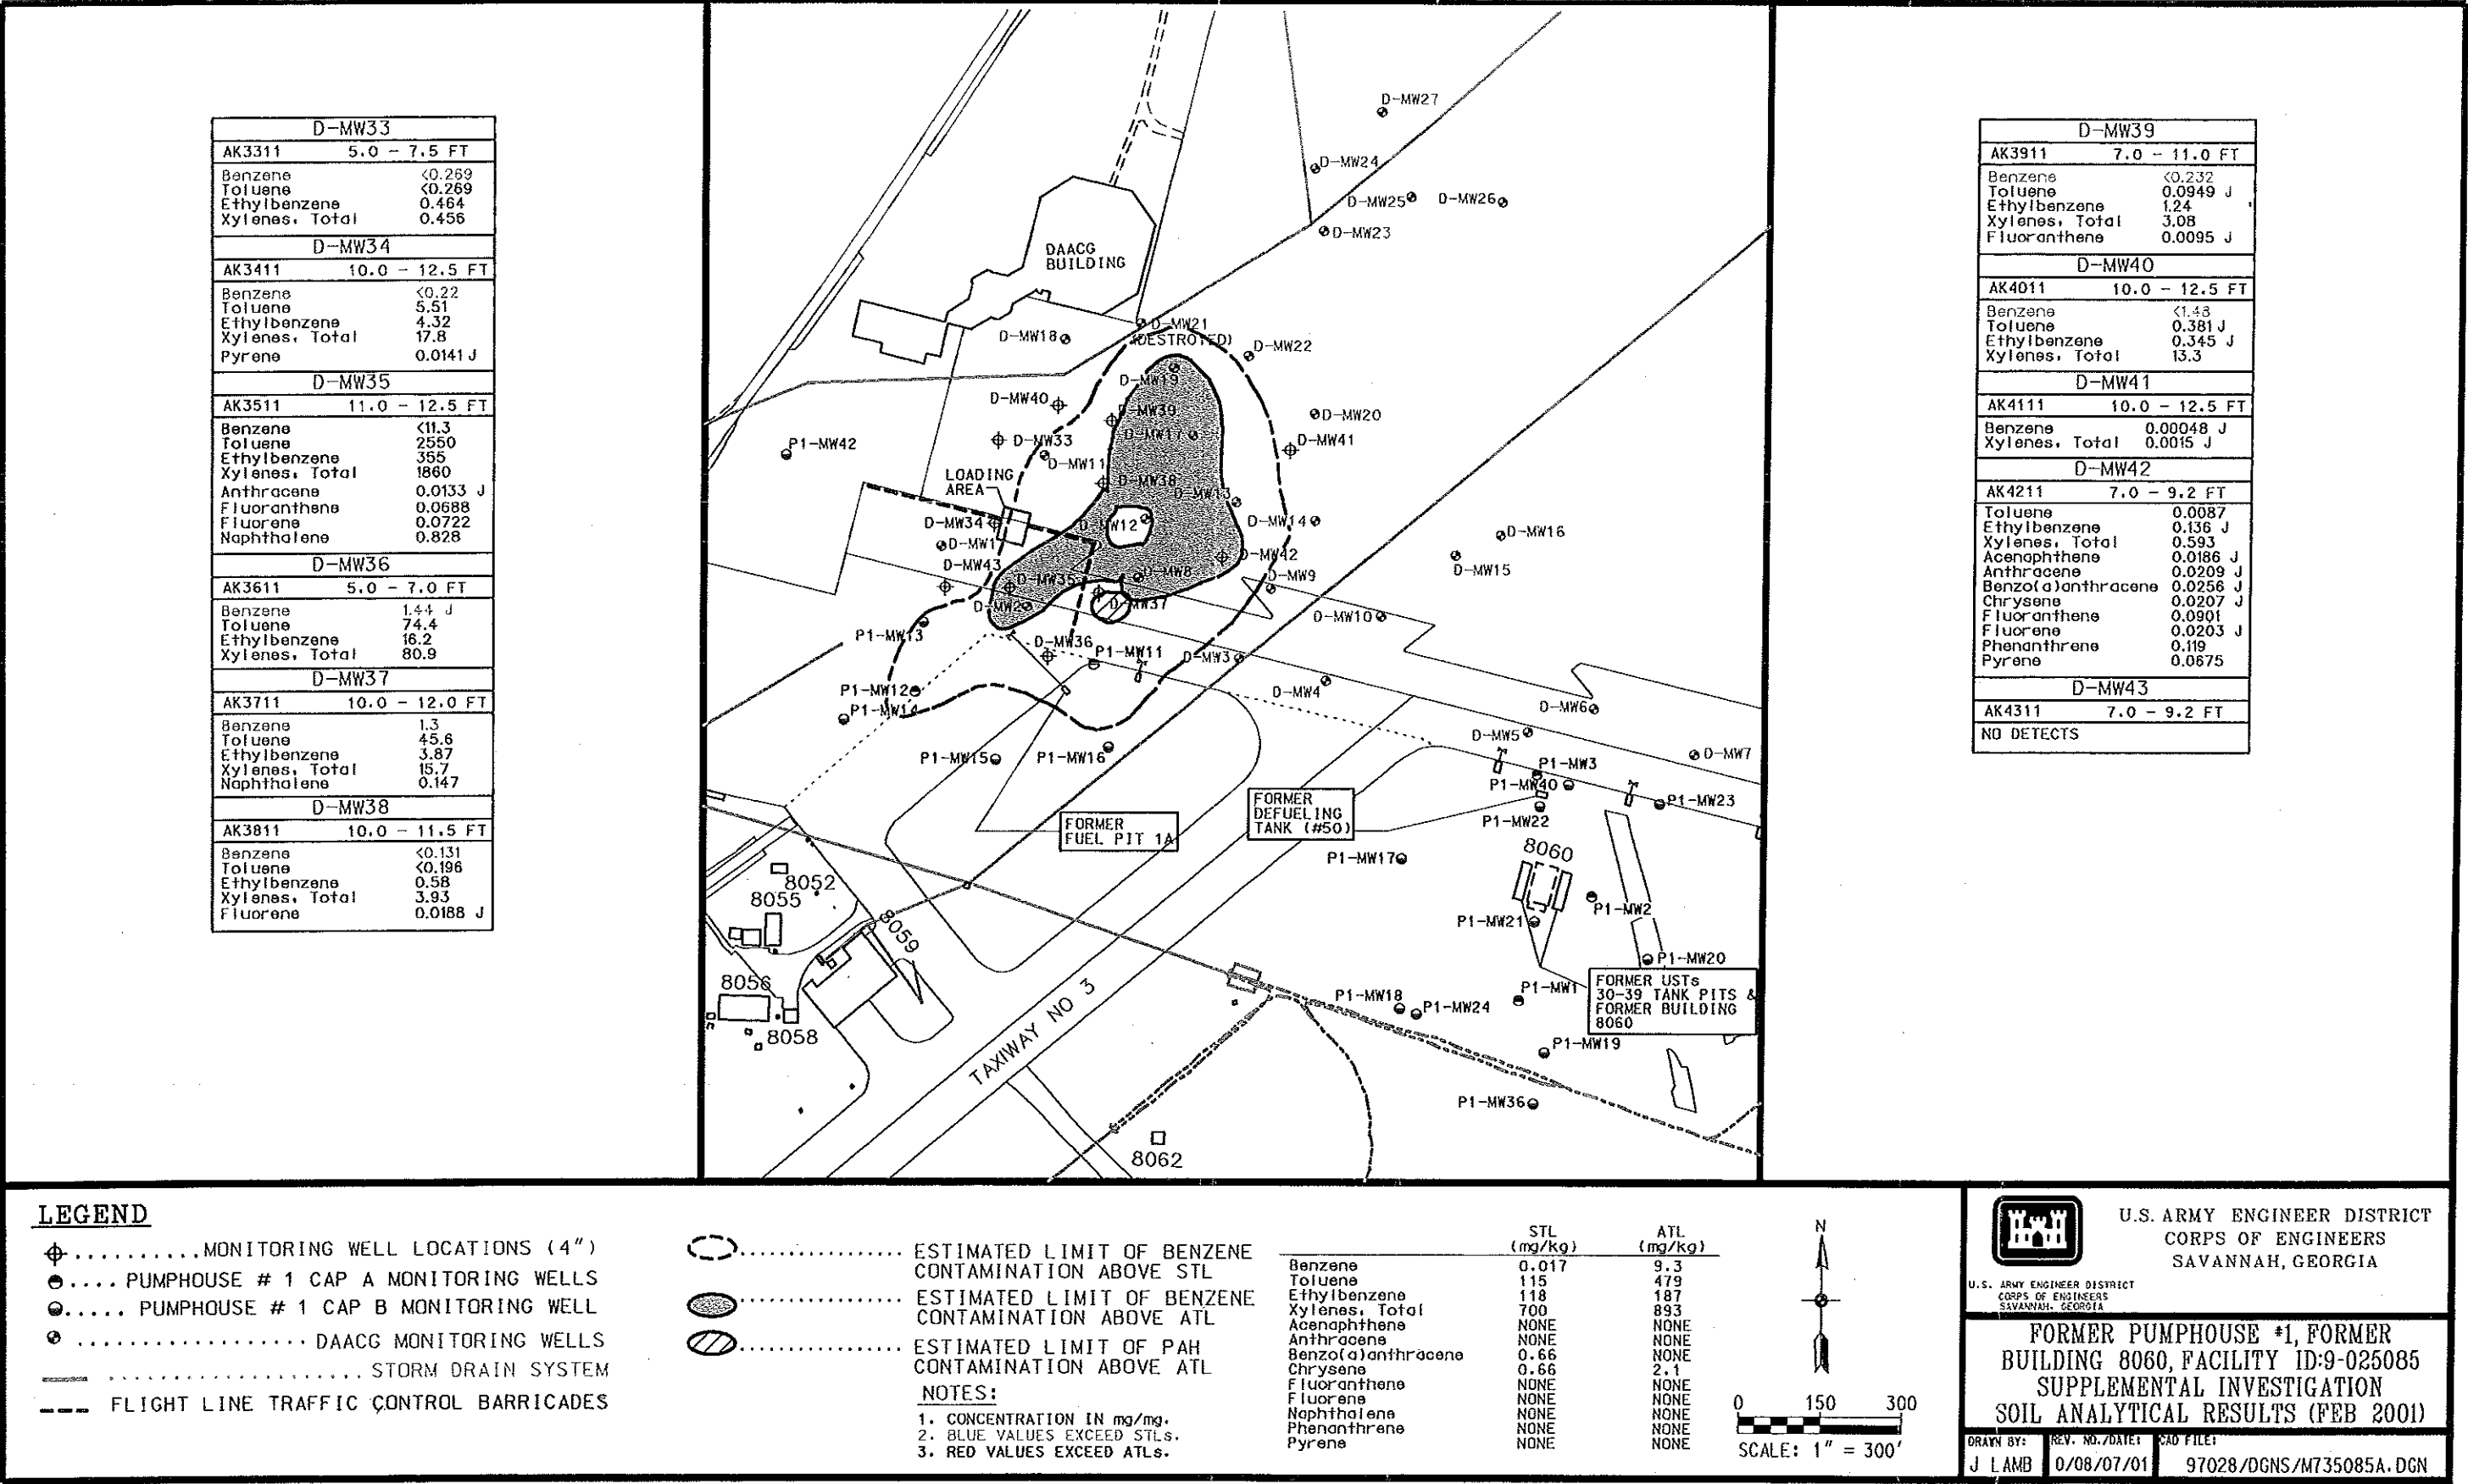 D-MW33
AK3311 5.0 - 7.5 FT
Benzene <0.269
Toluene <0.269
Ethylbenzene 0.464
Xylenes, Total 0.456
D-MW34
AK3411 10.0 - 12.5 FT
Benzene <0.22
Toluene 5.51
Ethylbenzene 4.32
Xylenes, Total 17.8
Pyrene 0.0141 J
D-MW35
AK3511 11.0 - 12.5 FT
Benzene <11.3
Toluene 2550
Ethylbenzene 355
Xylenes, Total 1860
Anthracene 0.0133 J
Fluoranthene 0.0688
Fluorene 0.0722
Naphthalene 0.828
D-MW36
AK3611 5.0 - 7.0 FT
Benzene 1.44 J
Toluene 74.4
Ethylbenzene 16.2
Xylenes, Total 80.9
D-MW37
AK3711 10.0 - 12.0 FT
Benzene 1.3
Toluene 45.6
Ethylbenzene 3.87
Xylenes, Total 15.7
Naphthalene 0.147
D-MW38
AK3811 10.0 - 11.5 FT
Benzene <0.131
Toluene <0.196
Ethylbenzene 0.58
Xylenes, Total 3.93
Fluorene 0.0188 J
D-MW27
D-MW24
D-MW25
D-MW26
D-MW23
DAACG
BUILDING
D-MW21
(DESTROYED)
D-MW18
D-MW22
D-MW19
D-MW40
D-MW39
D-MW20
D-MW17
D-MW33
D-MW41
P1-MW42
D-MW11
LOADING
AREA
D-MW38
D-MW13
D-MW34
D-MW12
D-MW14
D-MW16
D-MW1
D-MW42
D-MW43
D-MW35
D-MW8
D-MW9
D-MW15
D-MW2
D-MW37
D-MW10
P1-MW13
D-MW36
P1-MW11
D-MW3
P1-MW12
D-MW4
P1-MW14
D-MW6
D-MW5
D-MW7
P1-MW15
P1-MW16
P1-MW3
P1-MW40
P1-MW23
P1-MW22
FORMER
FUEL PIT 1A
FORMER
DEFUELING
TANK (#50)
P1-MW17
8060
8052
8055
P1-MW2
P1-MW21
8059
P1-MW20
8056
8058
TAXIWAY NO 3
P1-MW18
P1-MW24
P1-MW1
FORMER USTs
30-39 TANK PITS &
FORMER BUILDING
8060
P1-MW19
P1-MW36
8062
D-MW39
AK3911 7.0 - 11.0 FT
Benzene <0.232
Toluene 0.0949 J
Ethylbenzene 1.24
Xylenes, Total 3.08
Fluoranthene 0.0095 J
D-MW40
AK4011 10.0 - 12.5 FT
Benzene <1.43
Toluene 0.381 J
Ethylbenzene 0.345 J
Xylenes, Total 13.3
D-MW41
AK4111 10.0 - 12.5 FT
Benzene 0.00048 J
Xylenes, Total 0.0015 J
D-MW42
AK4211 7.0 - 9.2 FT
Toluene 0.0087
Ethylbenzene 0.136 J
Xylenes, Total 0.593
Acenaphthene 0.0186 J
Anthracene 0.0209 J
Benzo(a)anthracene 0.0256 J
Chrysene 0.0207 J
Fluoranthene 0.0901
Fluorene 0.0203 J
Phenanthrene 0.119
Pyrene 0.0675
D-MW43
AK4311 7.0 - 9.2 FT
NO DETECTS
LEGEND
..........MONITORING WELL LOCATIONS (4")
.... PUMPHOUSE # 1 CAP A MONITORING WELLS
..... PUMPHOUSE # 1 CAP B MONITORING WELL
.................. DAACG MONITORING WELLS
.................... STORM DRAIN SYSTEM
FLIGHT LINE TRAFFIC CONTROL BARRICADES
................ ESTIMATED LIMIT OF BENZENE
CONTAMINATION ABOVE STL
................ ESTIMATED LIMIT OF BENZENE
CONTAMINATION ABOVE ATL
................ ESTIMATED LIMIT OF PAH
CONTAMINATION ABOVE ATL
NOTES:
1. CONCENTRATION IN mg/mg.
2. BLUE VALUES EXCEED STLs.
3. RED VALUES EXCEED ATLs.
STL ATL
(mg/kg) (mg/kg)
Benzene 0.017 9.3
Toluene 115 479
Ethylbenzene 118 187
Xylenes, Total 700 893
Acenaphthene NONE NONE
Anthracene NONE NONE
Benzo(a)anthracene 0.66 NONE
Chrysene 0.66 2.1
Fluoranthene NONE NONE
Fluorene NONE NONE
Naphthalene NONE NONE
Phenanthrene NONE NONE
Pyrene NONE NONE
N
0 150 300
SCALE: 1" = 300'
U.S. ARMY ENGINEER DISTRICT
CORPS OF ENGINEERS
SAVANNAH, GEORGIA
U.S. ARMY ENGINEER DISTRICT
CORPS OF ENGINEERS
SAVANNAH, GEORGIA
FORMER PUMPHOUSE #1, FORMER
BUILDING 8060, FACILITY ID:9-025085
SUPPLEMENTAL INVESTIGATION
SOIL ANALYTICAL RESULTS (FEB 2001)
DRAWN BY: REV. NO./DATE: CAD FILE:
J LAMB 0/08/07/01 97028/DGNS/M735085A.DGN